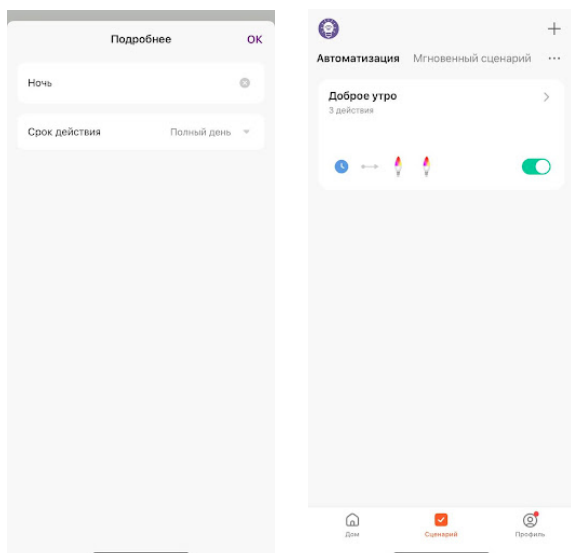 Подробнее
OK
Ночь
Срок действия Полный день
Автоматизация Мгновенный сценарий ...
Доброе утро
3 действия
Дом
Сценарий
Профиль